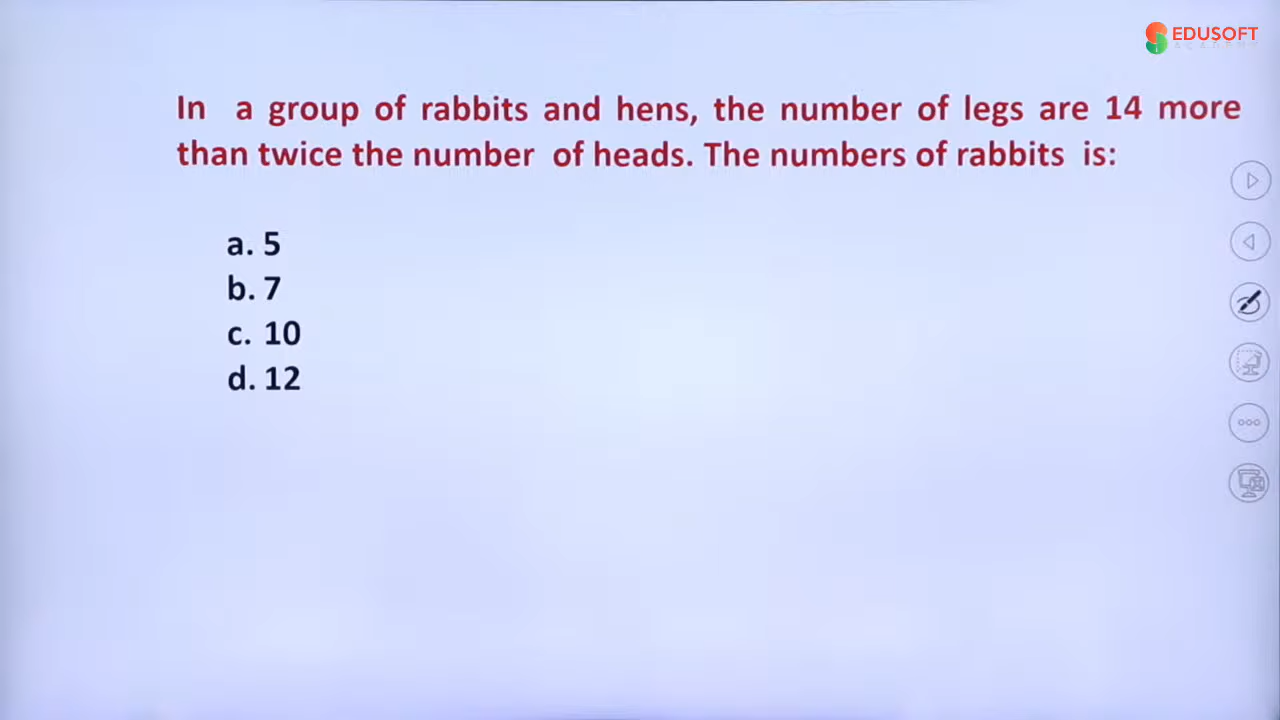 EDUSOFT
ACADEMY
In a group of rabbits and hens, the number of legs are 14 more
than twice the number of heads. The numbers of rabbits is:
a. 5
b. 7
c. 10
d. 12